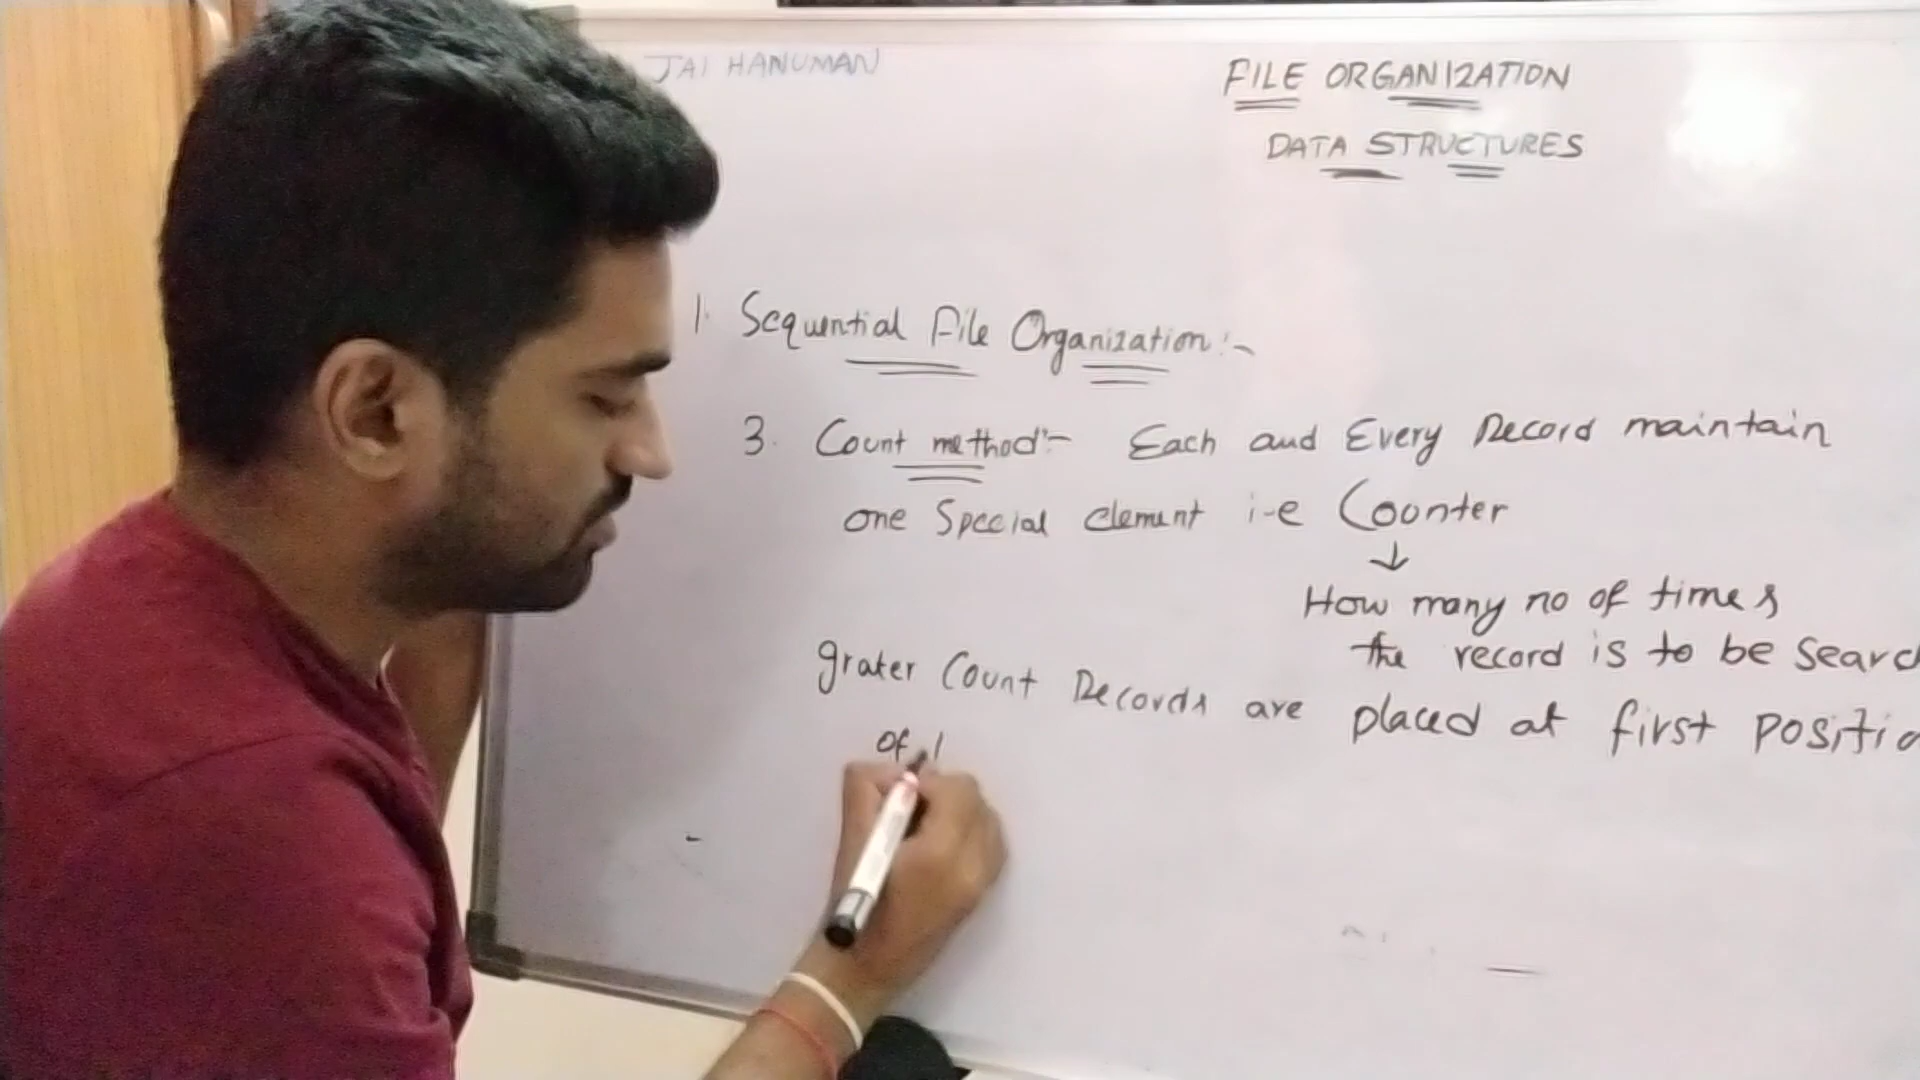 JAI HANUMAN
FILE ORGANIZATION
DATA STRUCTURES
1. Sequential File Organization:-
3. Count method:- Each and Every Record maintain
one Special element i-e Counter
↓
How many no of times
the record is to be Searc
grater Count Records are placed at first positio
of